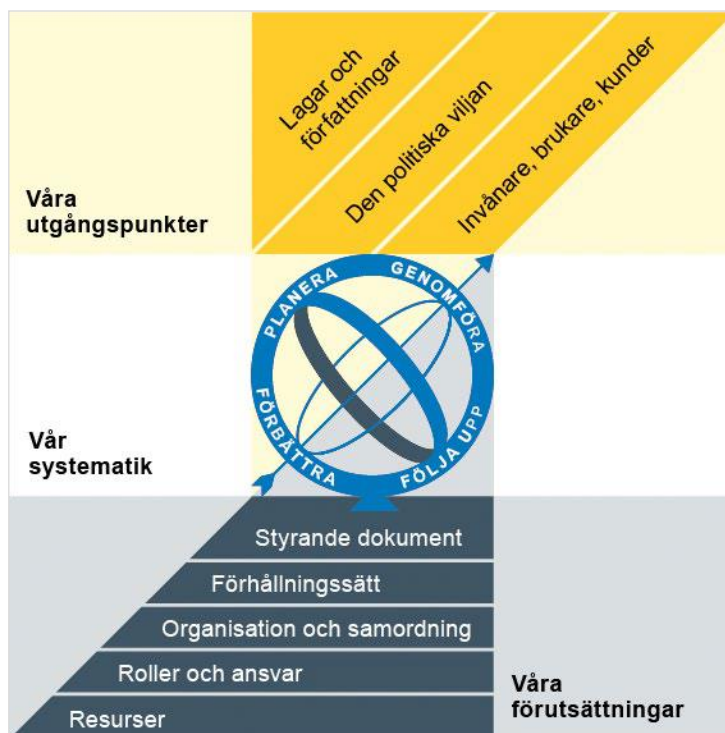 Lagar och
författningar
Den politiska viljan
Invånare, brukare, kunder
Våra
utgångspunkter
PLANERA
GENOMFÖRA
FÖLJA UPP
FÖRBÄTTRA
Vår
systematik
Styrande dokument
Förhållningssätt
Organisation och samordning
Roller och ansvar
Resurser
Våra
förutsättningar